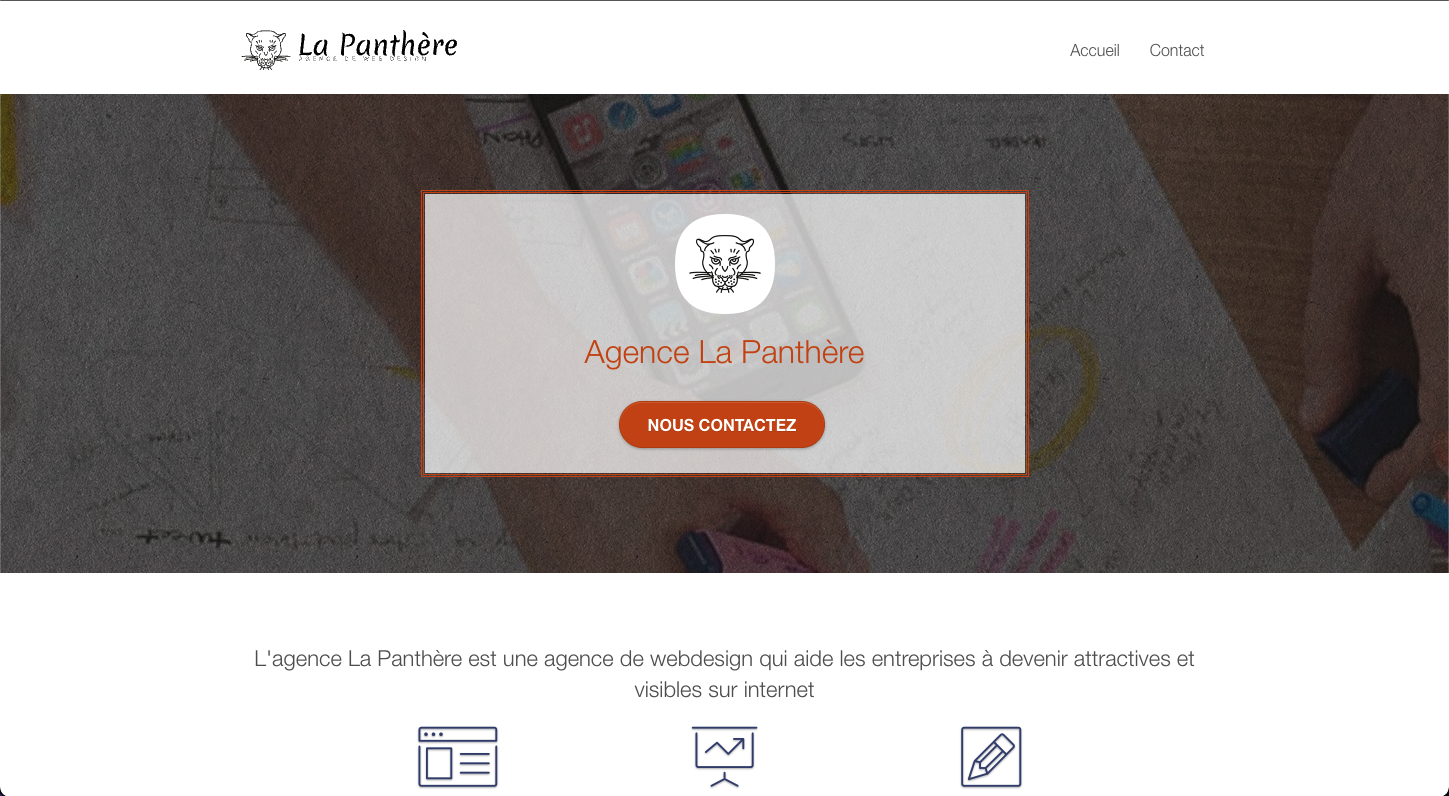 La Panthère
AGENCE DE WEB DESIGN
Accueil
Contact
Agence La Panthère
NOUS CONTACTEZ
L'agence La Panthère est une agence de webdesign qui aide les entreprises à devenir attractives et
visibles sur internet